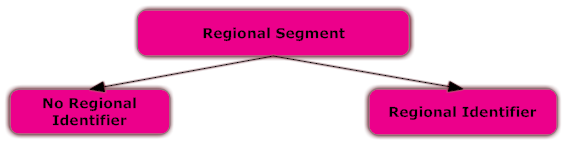 Regional Segment
No Regional
Identifier
Regional Identifier